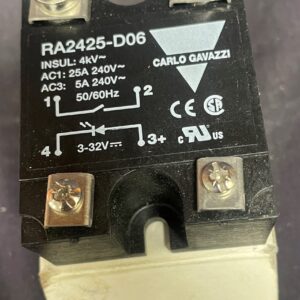 RA2425-D06
INSUL: 4kV~
AC1: 25A 240V~
AC3: 5A 240V~
50/60Hz
CARLO GAVAZZI
1 2
4 3+
3-32V⎓
CE
c UL us